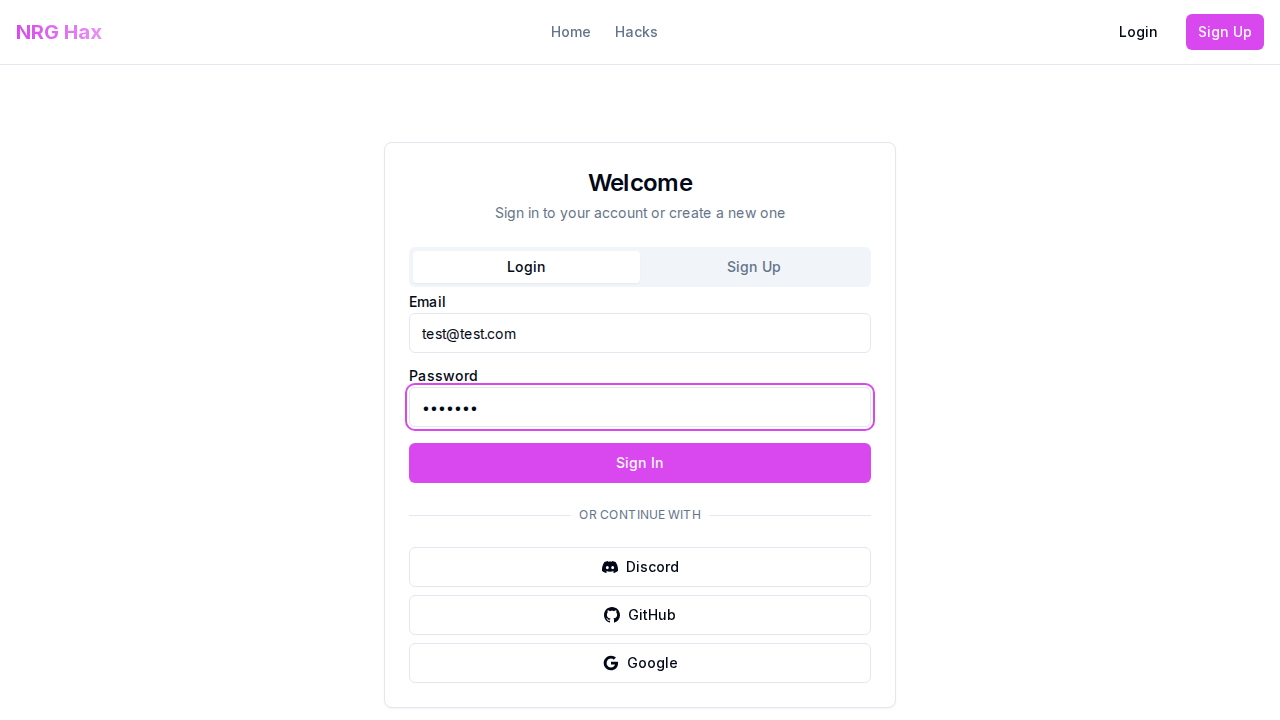 NRG Hax
Home
Hacks
Login
Sign Up
Welcome
Sign in to your account or create a new one
Login
Sign Up
Email
test@test.com
Password
•••••••
Sign In
OR CONTINUE WITH
Discord
GitHub
Google